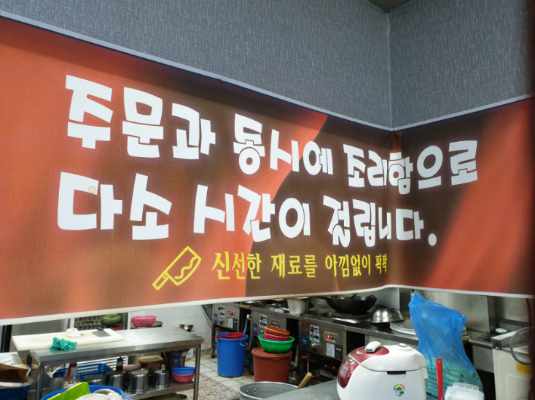 주문과 동시에 조리함으로
다소 시간이 걸립니다.
신선한 재료를 아낌없이 팍팍